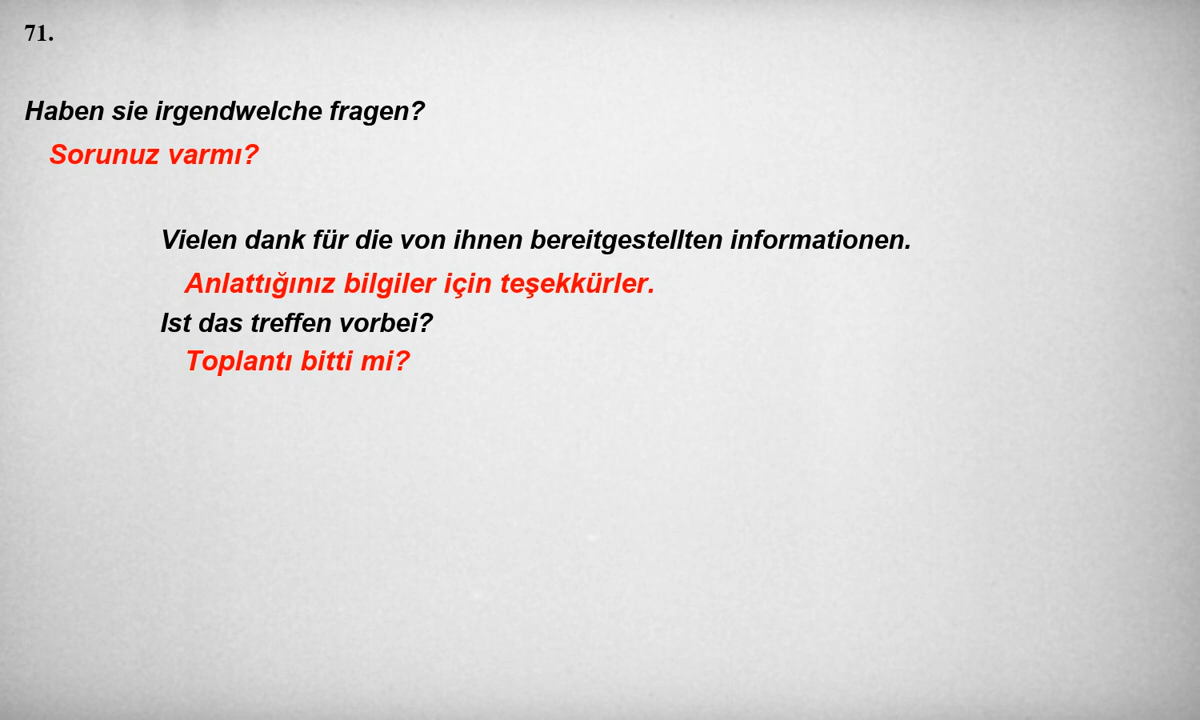 71.
Haben sie irgendwelche fragen?
Sorunuz varmı?
Vielen dank für die von ihnen bereitgestellten informationen.
Anlattığınız bilgiler için teşekkürler.
Ist das treffen vorbei?
Toplantı bitti mi?